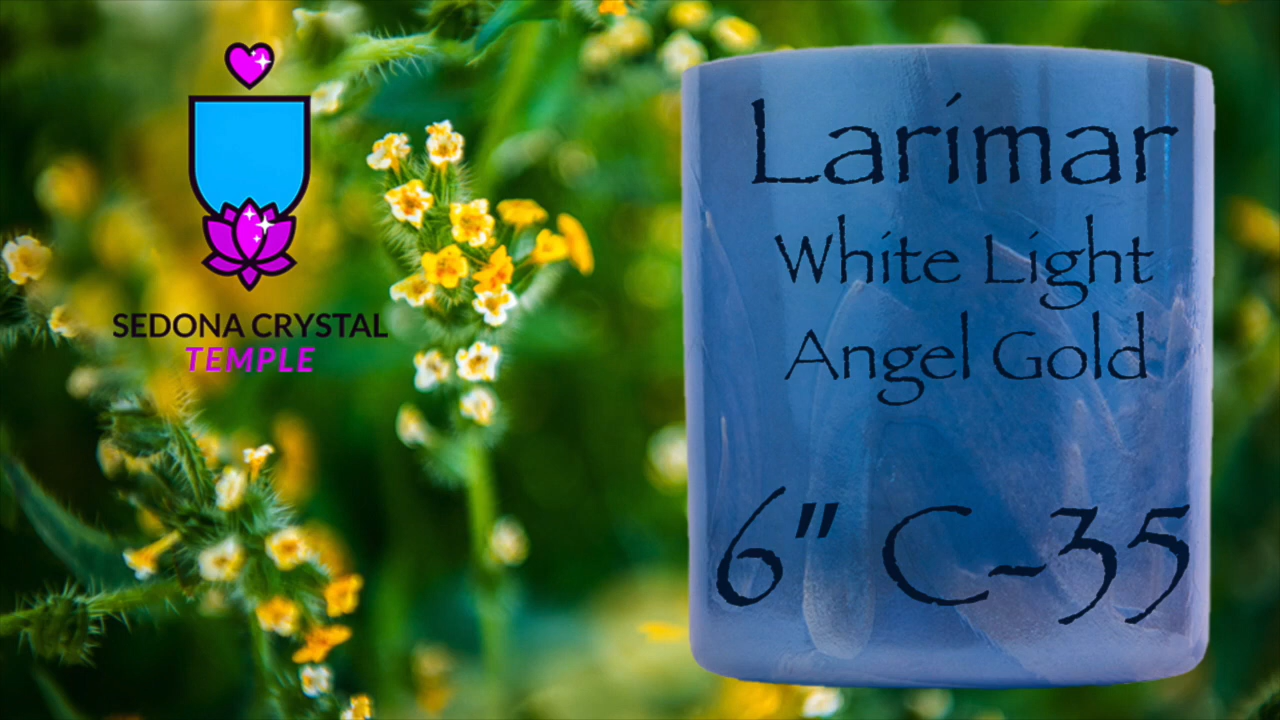 SEDONA CRYSTAL
TEMPLE
Larimar
White Light
Angel Gold
6" C-35